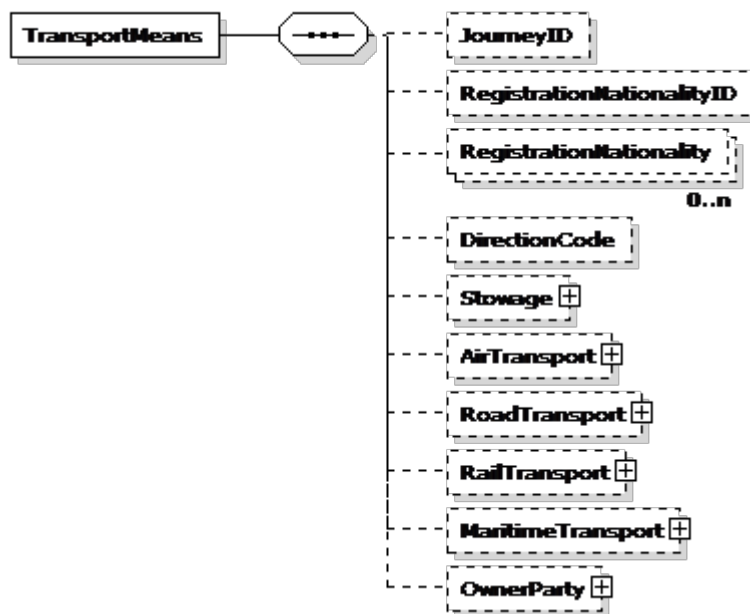 TransportMeans
JourneyID
RegistrationNationalityID
RegistrationNationality
0..n
DirectionCode
Stowage
AirTransport
RoadTransport
RailTransport
MaritimeTransport
OwnerParty